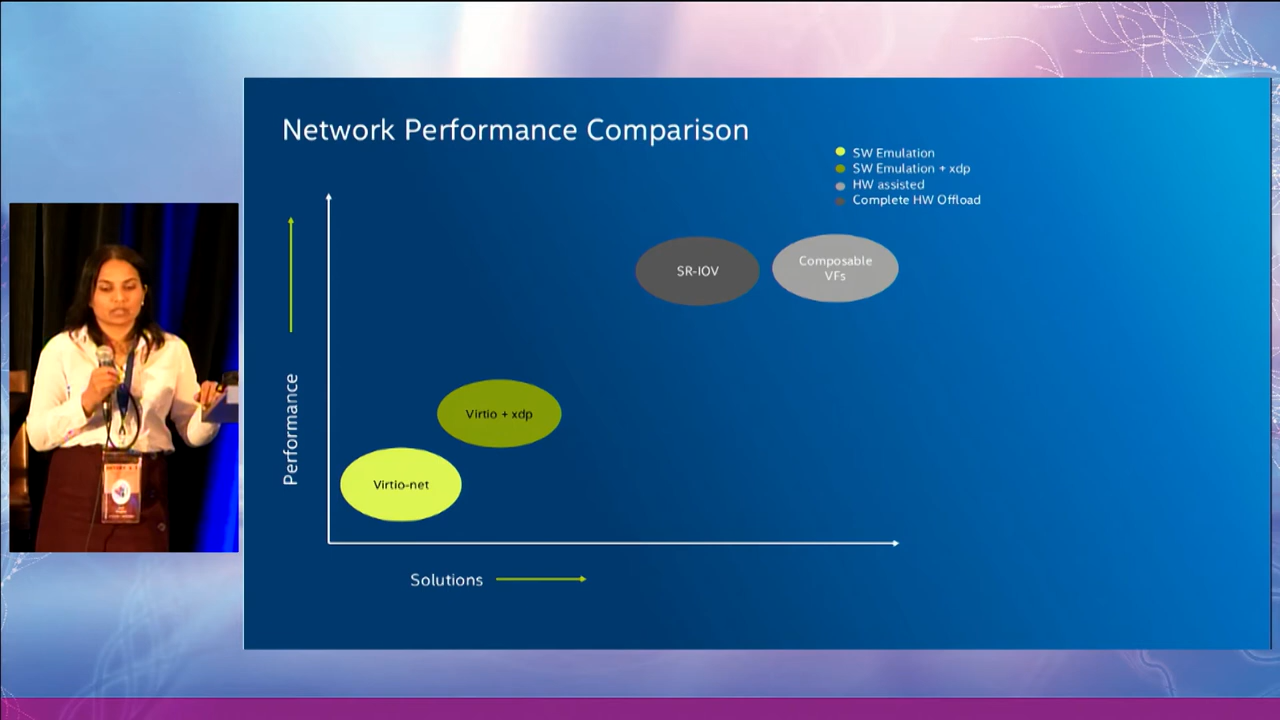 Network Performance Comparison
SW Emulation
SW Emulation + xdp
HW assisted
Complete HW Offload
SR-IOV
Composable
VFs
Virtio + xdp
Virtio-net
Performance
Solutions